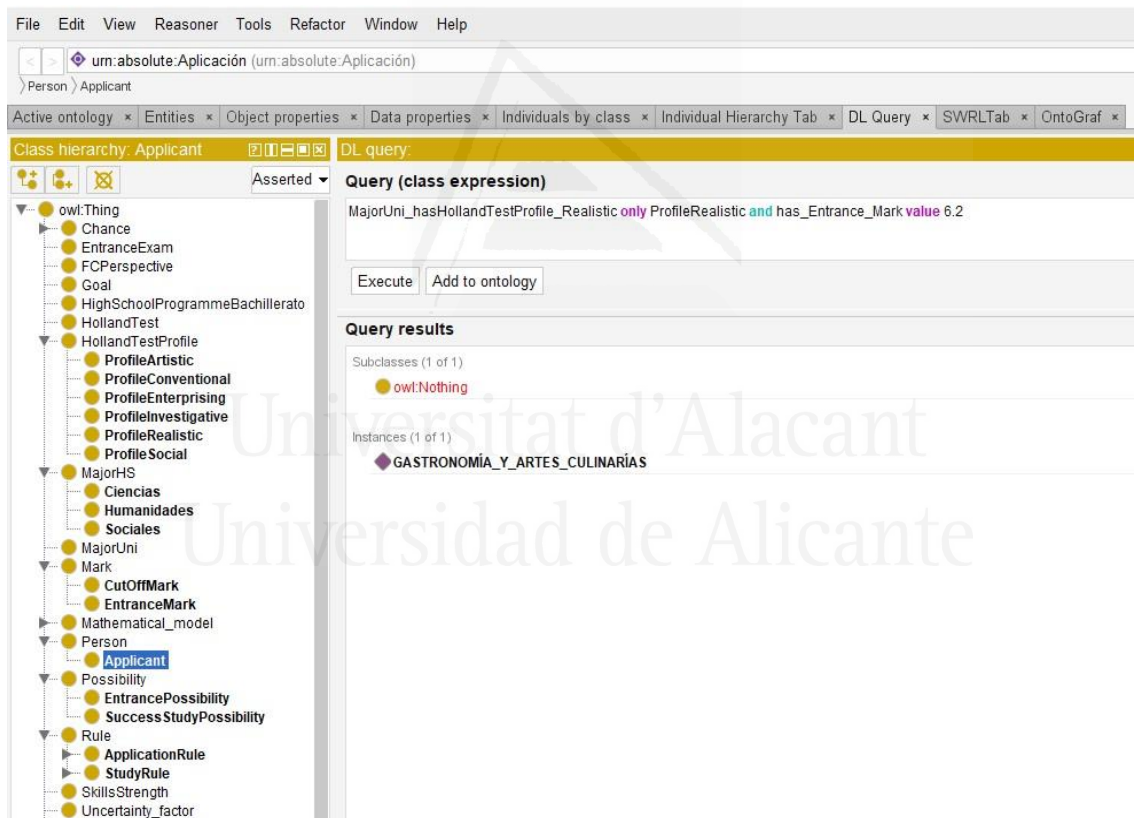 File Edit View Reasoner Tools Refactor Window Help
< > urn:absolute:Aplicación (urn:absolute:Aplicación)
〉Person 〉Applicant
Active ontology × Entities × Object properties × Data properties × Individuals by class × Individual Hierarchy Tab × DL Query × SWRLTab × OntoGraf ×
Class hierarchy: Applicant
Asserted
owl:Thing
Chance
EntranceExam
FCPerspective
Goal
HighSchoolProgrammeBachillerato
HollandTest
HollandTestProfile
ProfileArtistic
ProfileConventional
ProfileEnterprising
ProfileInvestigative
ProfileRealistic
ProfileSocial
MajorHS
Ciencias
Humanidades
Sociales
MajorUni
Mark
CutOffMark
EntranceMark
Mathematical_model
Person
Applicant
Possibility
EntrancePossibility
SuccessStudyPossibility
Rule
ApplicationRule
StudyRule
SkillsStrength
Uncertainty_factor
DL query:
Query (class expression)
MajorUni_hasHollandTestProfile_Realistic only ProfileRealistic and has_Entrance_Mark value 6.2
Execute Add to ontology
Query results
Subclasses (1 of 1)
owl:Nothing
Instances (1 of 1)
GASTRONOMÍA_Y_ARTES_CULINARÍAS
Universitat d'Alacant
Universidad de Alicante